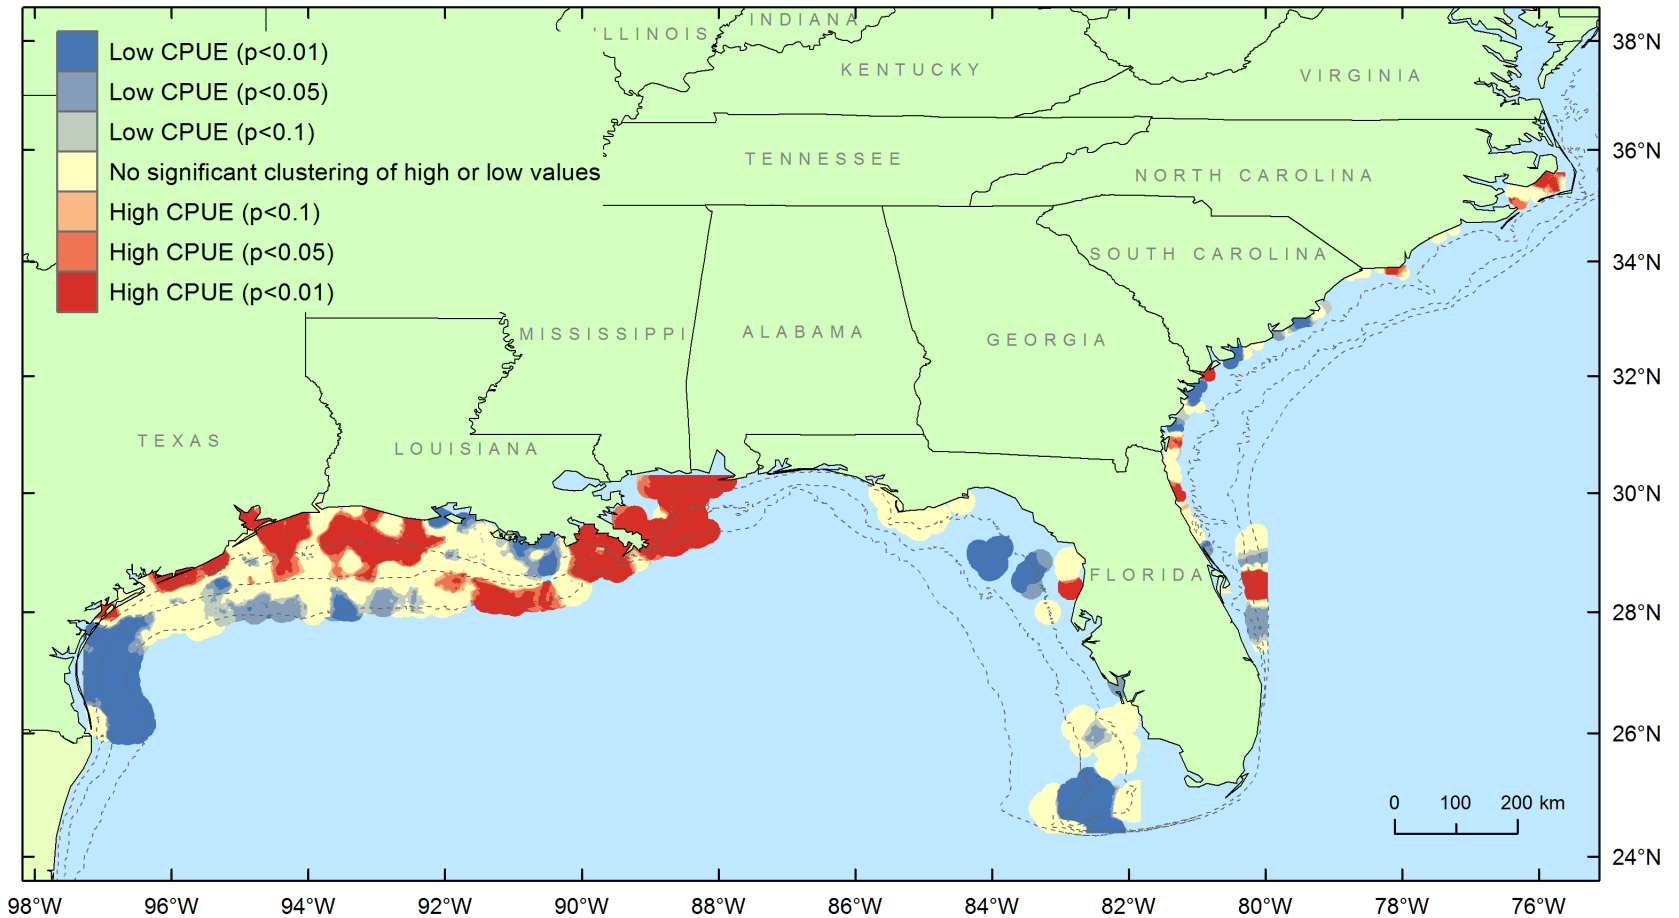 INDIANA
'LLINOIS
38°N
Low CPUE (p<0.01)
KENTUCKY
VIRGINIA
Low CPUE (p<0.05)
Low CPUE (p<0.1)
36°N
TENNESSEE
No significant clustering of high or low values
NORTH CAROLINA
High CPUE (p<0.1)
High CPUE (p<0.05)
SOUTH CAROLINA
34°N
High CPUE (p<0.01)
MISSISSIPPI
ALABAMA
GEORGIA
32°N
TEXAS
LOUISIANA
30°N
FLORIDA
28°N
26°N
0 100 200 km
24°N
98°W 96°W 94°W 92°W 90°W 88°W 86°W 84°W 82°W 80°W 78°W 76°W